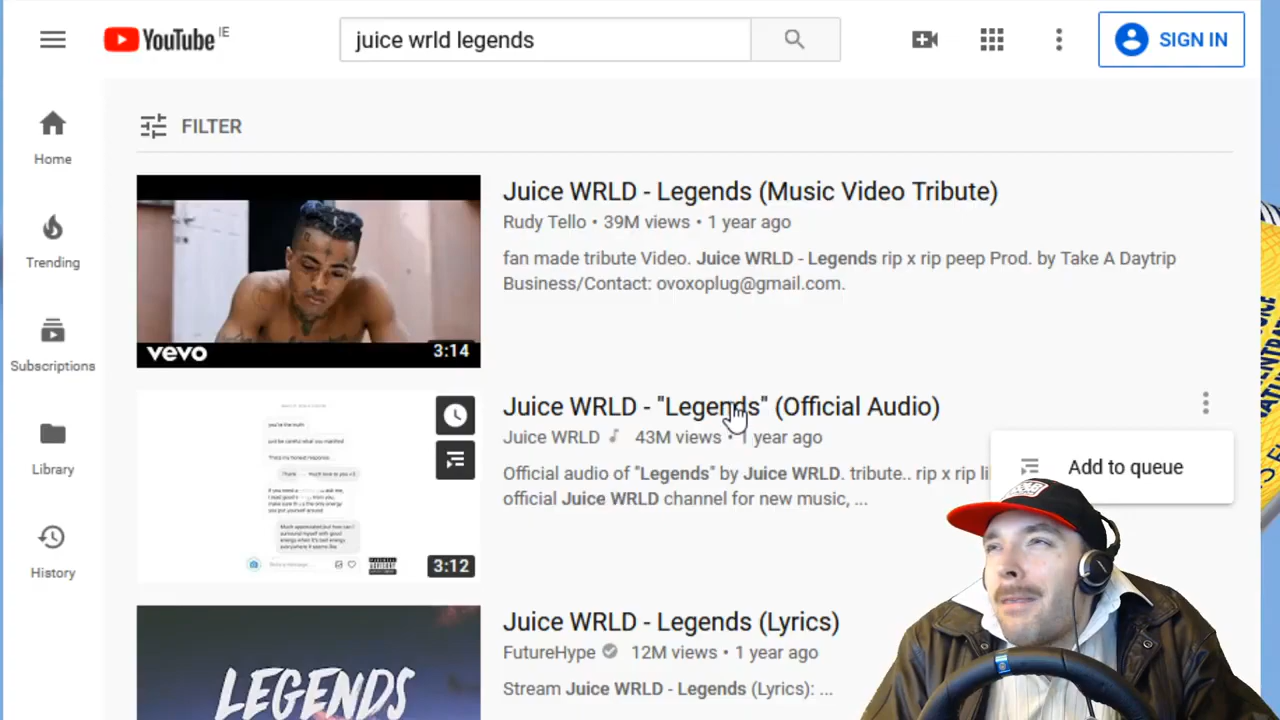 YouTube IE
juice wrld legends
SIGN IN
Home
Trending
Subscriptions
Library
History
FILTER
vevo
3:14
Juice WRLD - Legends (Music Video Tribute)
Rudy Tello • 39M views • 1 year ago
fan made tribute Video. Juice WRLD - Legends rip x rip peep Prod. by Take A Daytrip
Business/Contact: ovoxoplug@gmail.com.
3:12
Juice WRLD - "Legends" (Official Audio)
Juice WRLD 43M views • 1 year ago
Official audio of "Legends" by Juice WRLD. tribute.. rip x rip
official Juice WRLD channel for new music, ...
Add to queue
LEGENDS
Juice WRLD - Legends (Lyrics)
FutureHype 12M views • 1 year ago
Stream Juice WRLD - Legends (Lyrics): ...